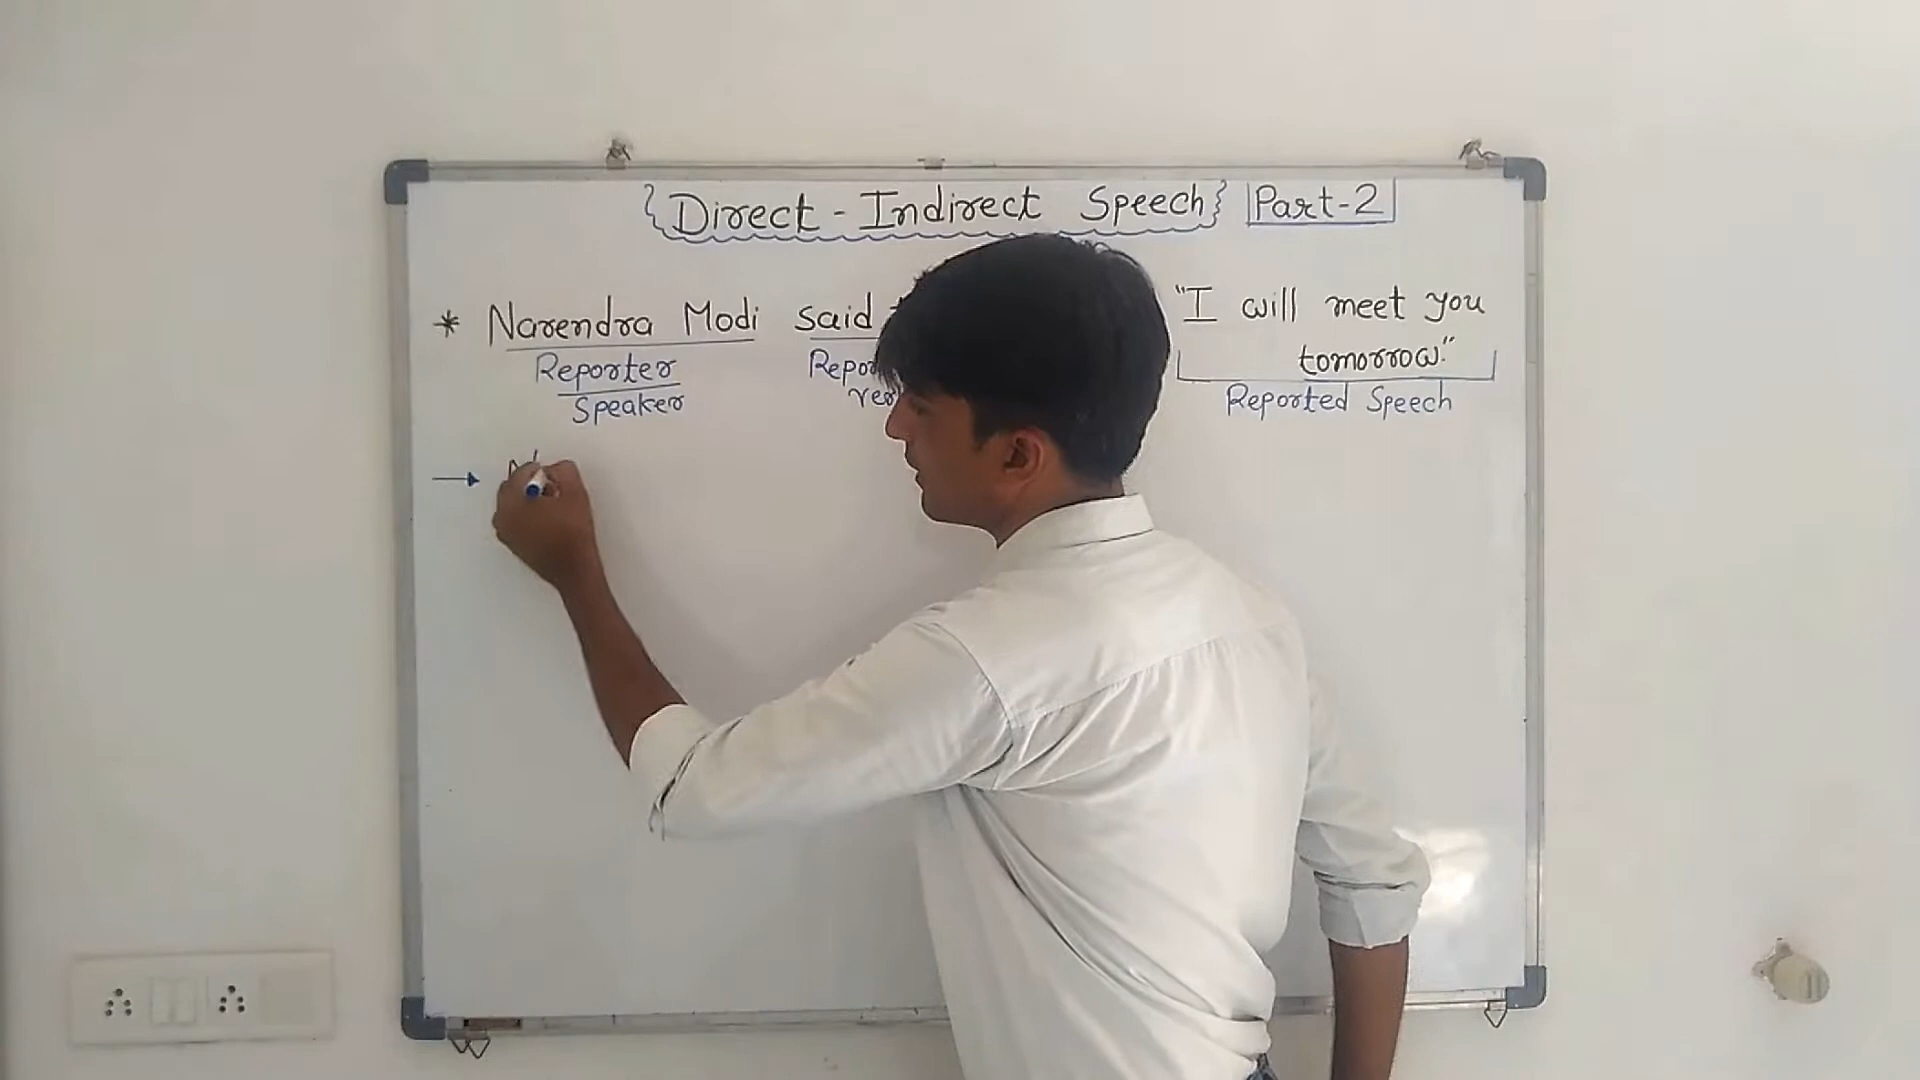 {Direct - Indirect Speech} Part-2
* Narendra Modi said "I will meet you
tomorrow."
Reporter Reported Speech
Speaker